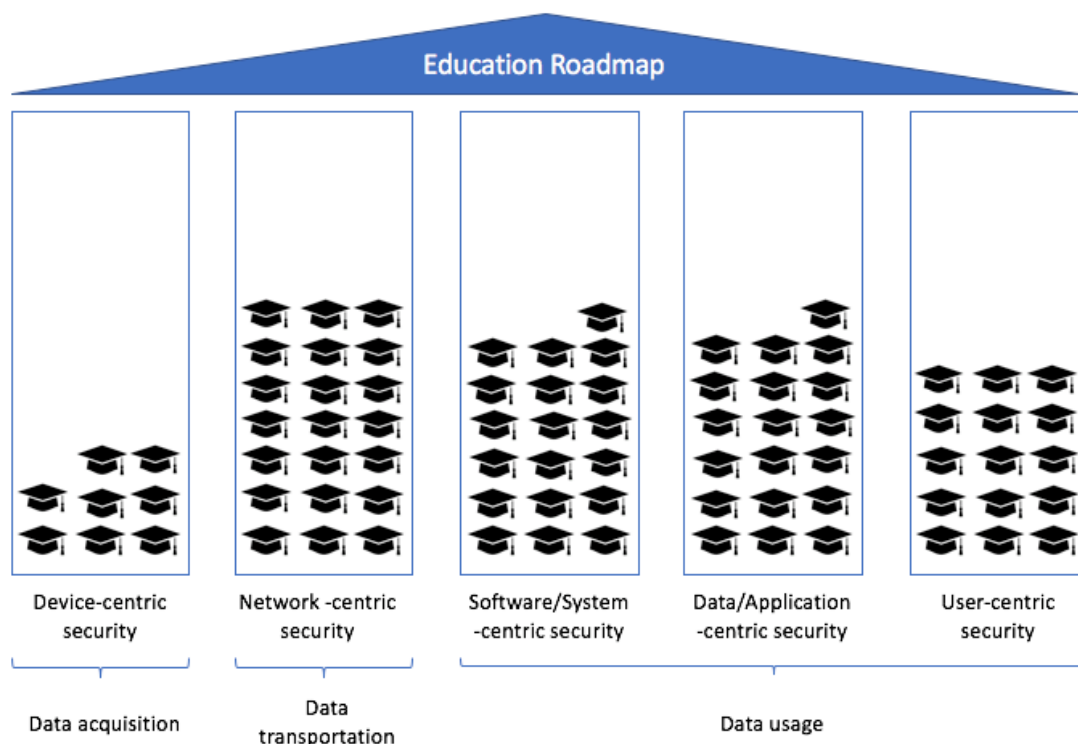 Education Roadmap
Device-centric
security
Network -centric
security
Software/System
-centric security
Data/Application
-centric security
User-centric
security
Data acquisition
Data
transportation
Data usage